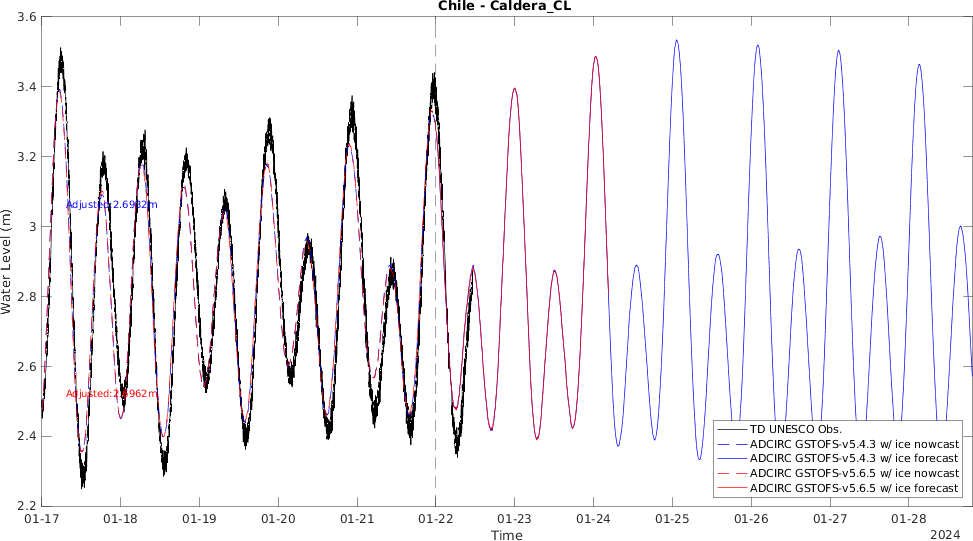 Chile - Caldera_CL
3.6
3.4
3.2
3
2.8
2.6
2.4
2.2
Water Level (m)
Adjusted:2.6982m
Adjusted:2.6962m
TD UNESCO Obs.
ADCIRC GSTOFS-v5.4.3 w/ ice nowcast
ADCIRC GSTOFS-v5.4.3 w/ ice forecast
ADCIRC GSTOFS-v5.6.5 w/ ice nowcast
ADCIRC GSTOFS-v5.6.5 w/ ice forecast
01-17 01-18 01-19 01-20 01-21 01-22 01-23 01-24 01-25 01-26 01-27 01-28
Time
2024